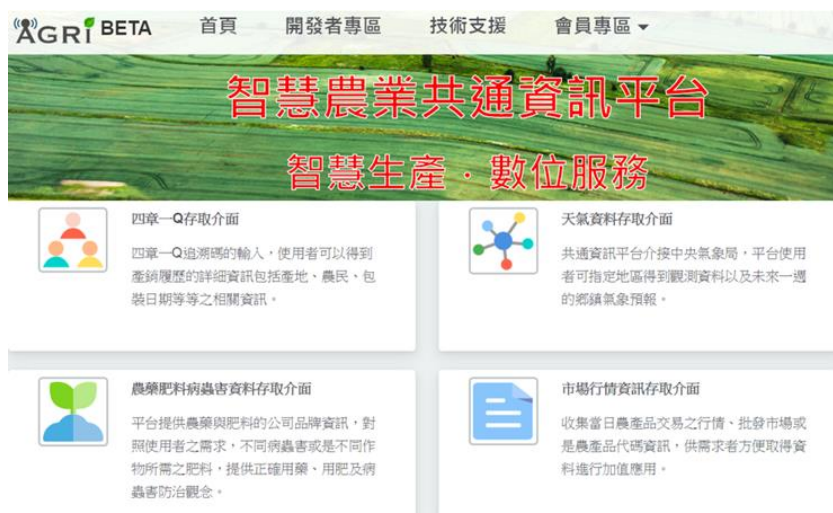 AGRI BETA 首頁 開發者專區 技術支援 會員專區
智慧農業共通資訊平台
智慧生產．數位服務
四章一Q存取介面
四章一Q追溯碼的輸入，使用者可以得到
產銷履歷的詳細資訊包括產地、農民、包
裝日期等等之相關資訊。
天氣資料存取介面
共通資訊平台介接中央氣象局，平台使用
者可指定地區得到觀測資料以及未來一週
的鄉鎮氣象預報。
農藥肥料病蟲害資料存取介面
平台提供農藥與肥料的公司品牌資訊，對
照使用者之需求，不同病蟲害或是不同作
物所需之肥料，提供正確用藥、用肥及病
蟲害防治觀念。
市場行情資訊存取介面
收集當日農產品交易之行情、批發市場或
是農產品代碼資訊，供需求者方便取得資
料進行加值應用。